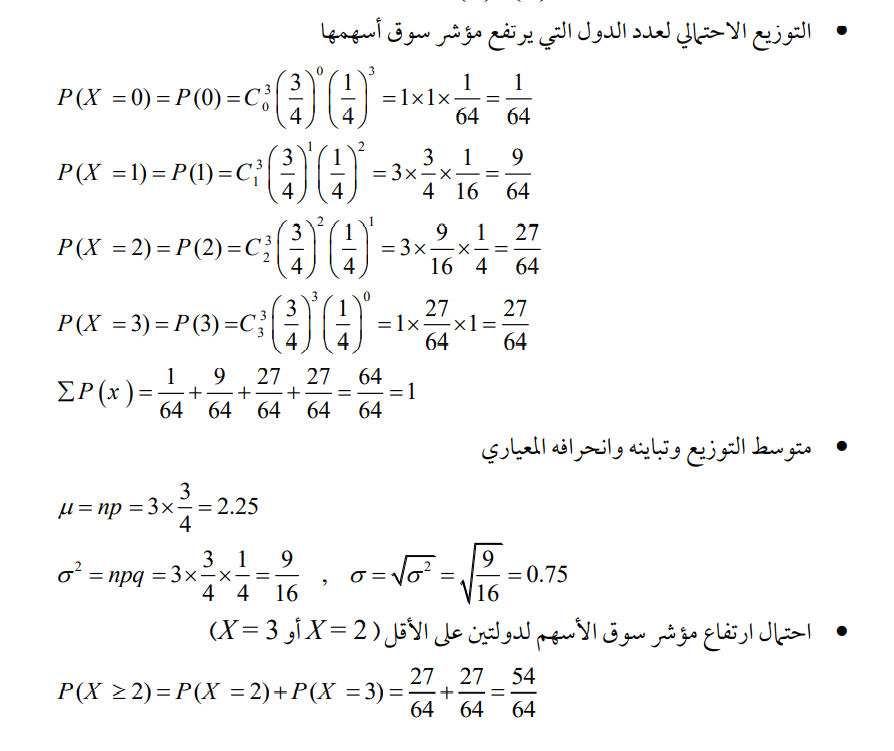 • التوزيع الاحتمالي لعدد الدول التي يرتفع مؤشر سوق أسهمها
P(X = 0) = P(0) = C₀³ (3/4)⁰ (1/4)³ = 1×1×1/64 = 1/64
P(X = 1) = P(1) = C₁³ (3/4)¹ (1/4)² = 3×3/4×1/16 = 9/64
P(X = 2) = P(2) = C₂³ (3/4)² (1/4)¹ = 3×9/16×1/4 = 27/64
P(X = 3) = P(3) = C₃³ (3/4)³ (1/4)⁰ = 1×27/64×1 = 27/64
∑P(x) = 1/64 + 9/64 + 27/64 + 27/64 = 64/64 = 1
• متوسط التوزيع وتباينه وانحرافه المعياري
μ = np = 3×3/4 = 2.25
σ² = npq = 3×3/4×1/4 = 9/16 , σ = √σ² = √(9/16) = 0.75
• احتمال ارتفاع مؤشر سوق الأسهم لدولتين على الأقل (X = 2 أو X = 3)
P(X ≥ 2) = P(X = 2) + P(X = 3) = 27/64 + 27/64 = 54/64